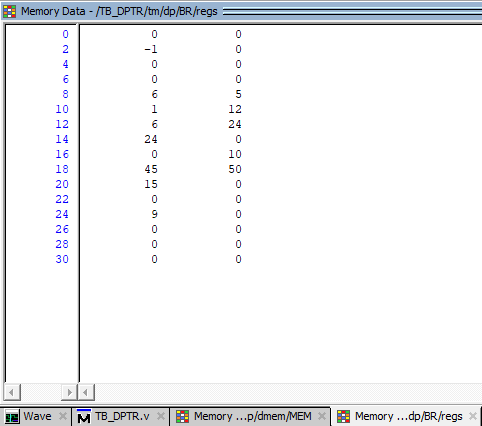 Memory Data - /TB_DPTR/tm/dp/BR/regs
0 0 0
2 -1 0
4 0 0
6 0 0
8 6 5
10 1 12
12 6 24
14 24 0
16 0 10
18 45 50
20 15 0
22 0 0
24 9 0
26 0 0
28 0 0
30 0 0
Wave TB_DPTR.v Memory ...p/dmem/MEM Memory ...dp/BR/regs